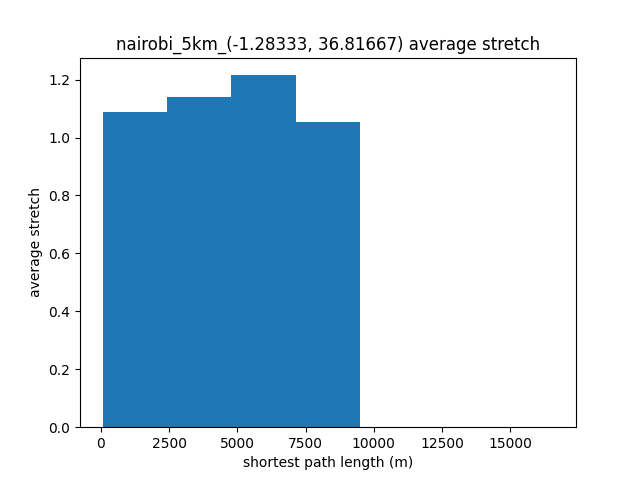 nairobi_5km_(-1.28333, 36.81667) average stretch
1.2
1.0
0.8
0.6
0.4
0.2
0.0
average stretch
0 2500 5000 7500 10000 12500 15000
shortest path length (m)